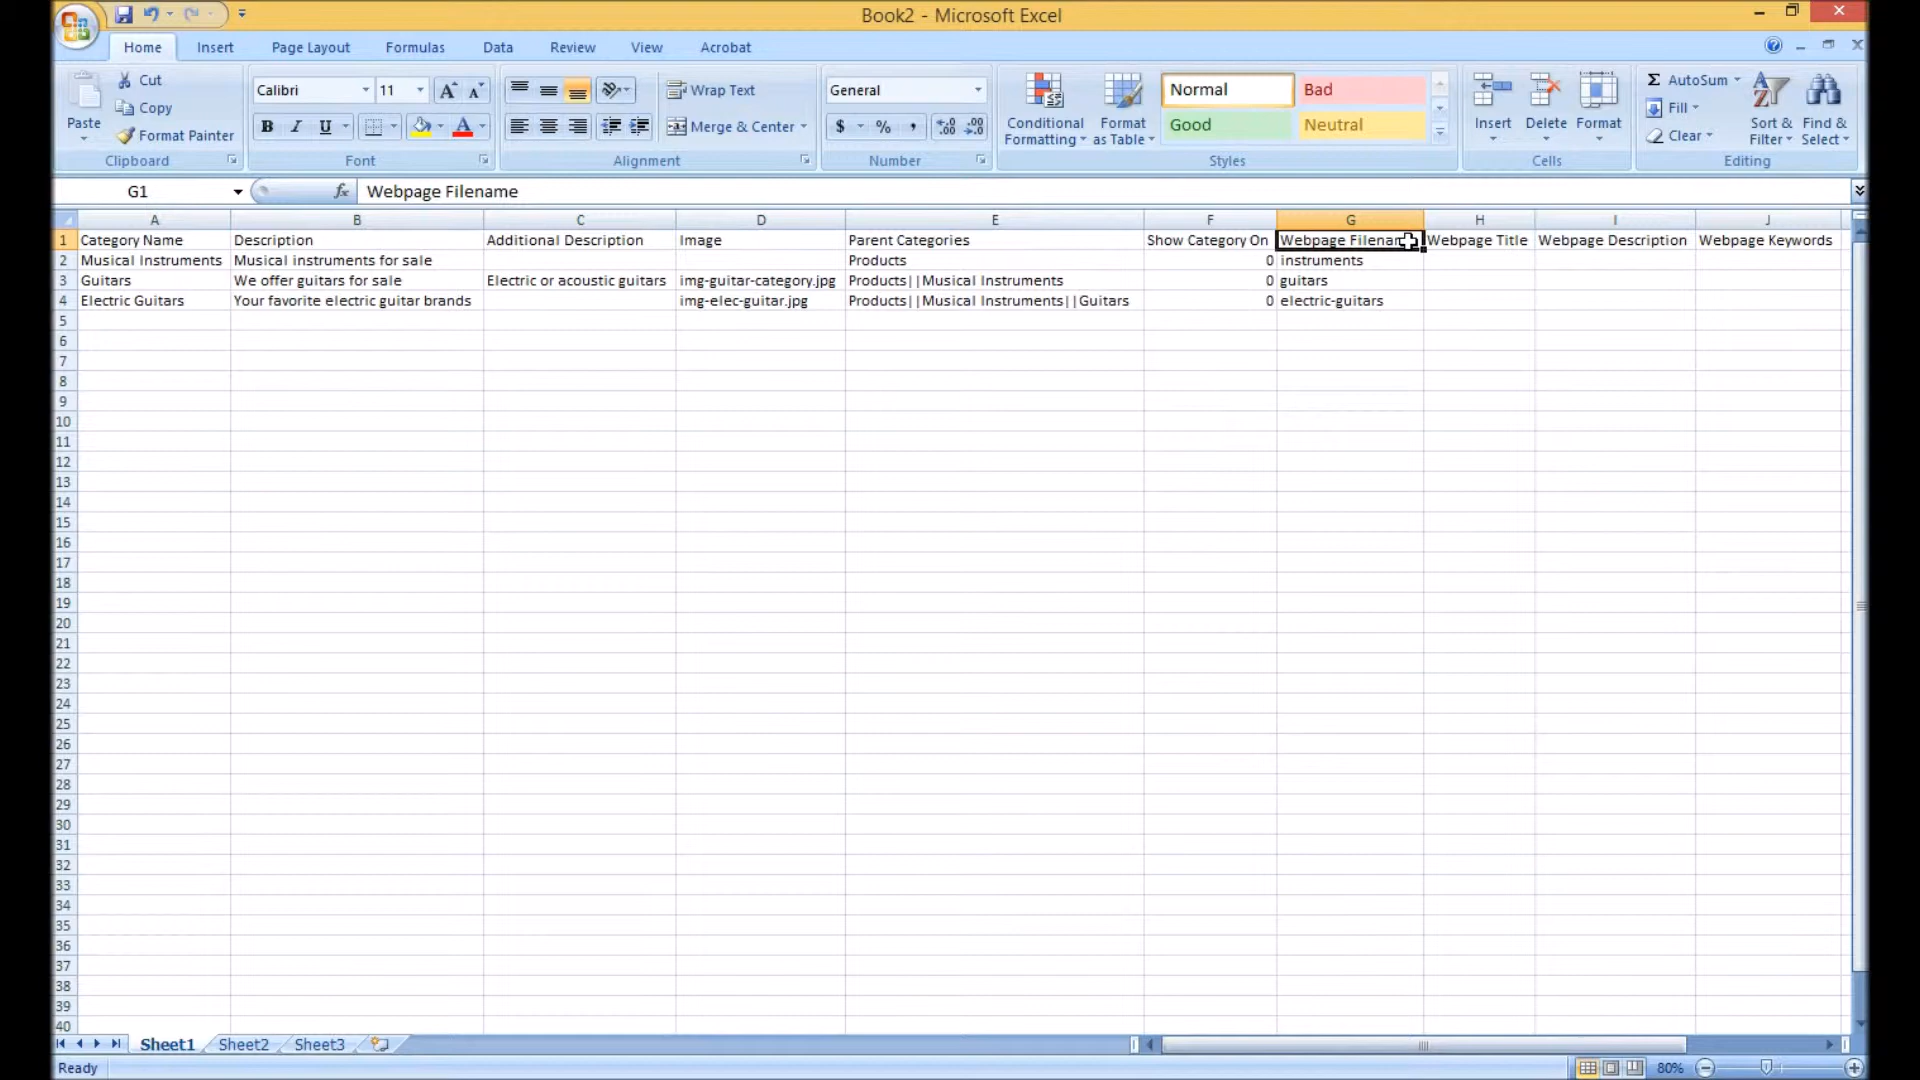 Book2 - Microsoft Excel
Home Insert Page Layout Formulas Data Review View Acrobat
Paste
Cut
Copy
Format Painter
Clipboard
Calibri 11
B I U
Font
Wrap Text
Merge & Center
Alignment
General
$ % ,
Number
Conditional Formatting
Format as Table
Normal Bad
Good Neutral
Styles
Insert Delete Format
Cells
Σ AutoSum
Fill
Clear
Sort & Filter
Find & Select
Editing
G1 fx Webpage Filename
A B C D E F G H I J
1 Category Name Description Additional Description Image Parent Categories Show Category On Webpage Filename Webpage Title Webpage Description Webpage Keywords
2 Musical Instruments Musical instruments for sale Products 0 instruments
3 Guitars We offer guitars for sale Electric or acoustic guitars img-guitar-category.jpg Products||Musical Instruments 0 guitars
4 Electric Guitars Your favorite electric guitar brands img-elec-guitar.jpg Products||Musical Instruments||Guitars 0 electric-guitars
5
6
7
8
9
10
11
12
13
14
15
16
17
18
19
20
21
22
23
24
25
26
27
28
29
30
31
32
33
34
35
36
37
38
39
40
Sheet1 Sheet2 Sheet3
Ready 80%